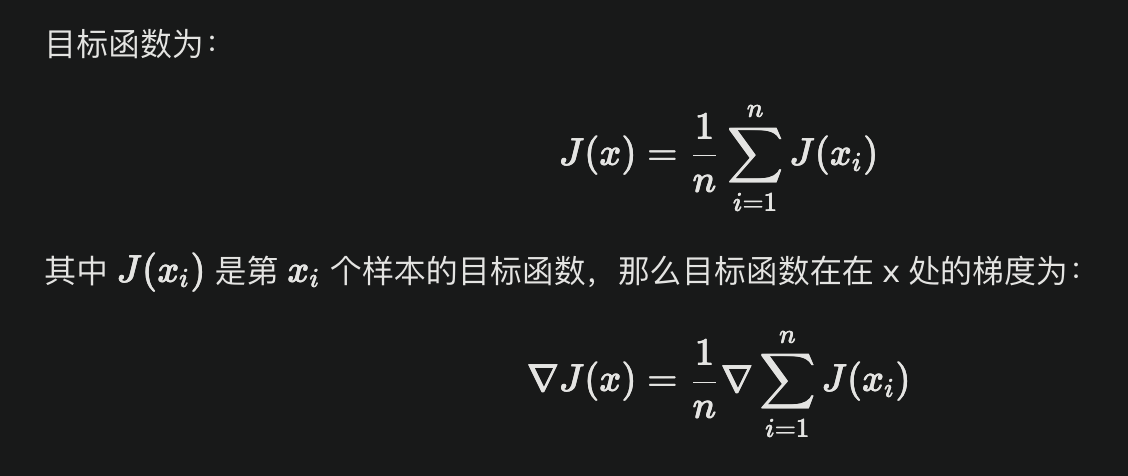 目标函数为：
$$J(x) = \frac{1}{n} \sum_{i=1}^{n} J(x_i)$$
其中 $J(x_i)$ 是第 $x_i$ 个样本的目标函数，那么目标函数在在 x 处的梯度为：
$$\nabla J(x) = \frac{1}{n} \nabla \sum_{i=1}^{n} J(x_i)$$